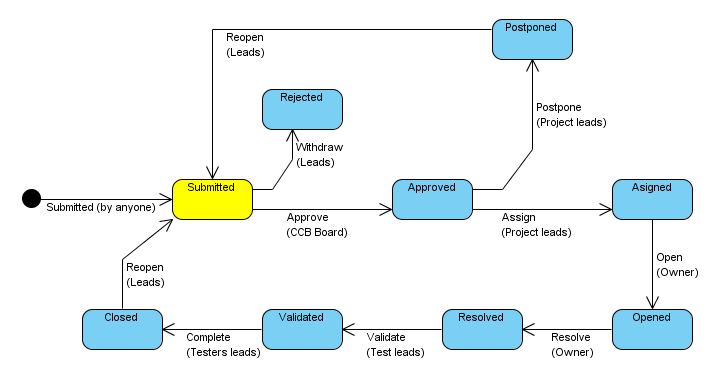 Postponed
Reopen
(Leads)
Rejected
Postpone
(Project leads)
Withdraw
(Leads)
Submitted
Approved
Asigned
Submitted (by anyone)
Approve
(CCB Board)
Assign
(Project leads)
Open
(Owner)
Reopen
(Leads)
Closed
Validated
Resolved
Opened
Complete
(Testers leads)
Validate
(Test leads)
Resolve
(Owner)